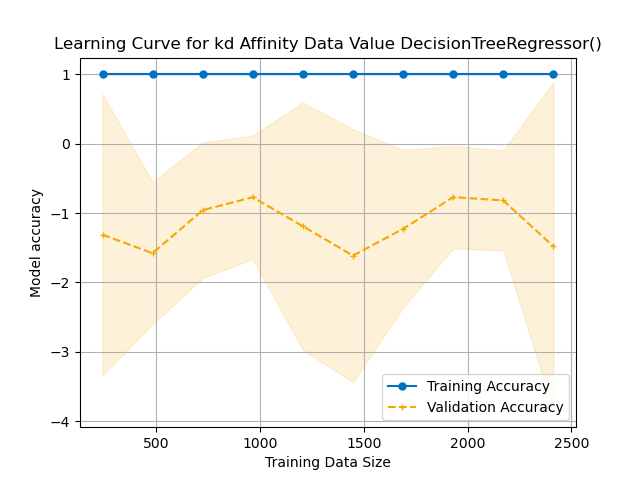 Learning Curve for kd Affinity Data Value DecisionTreeRegressor()
1
0
−1
−2
−3
−4
Model accuracy
Training Accuracy
Validation Accuracy
500
1000
1500
2000
2500
Training Data Size